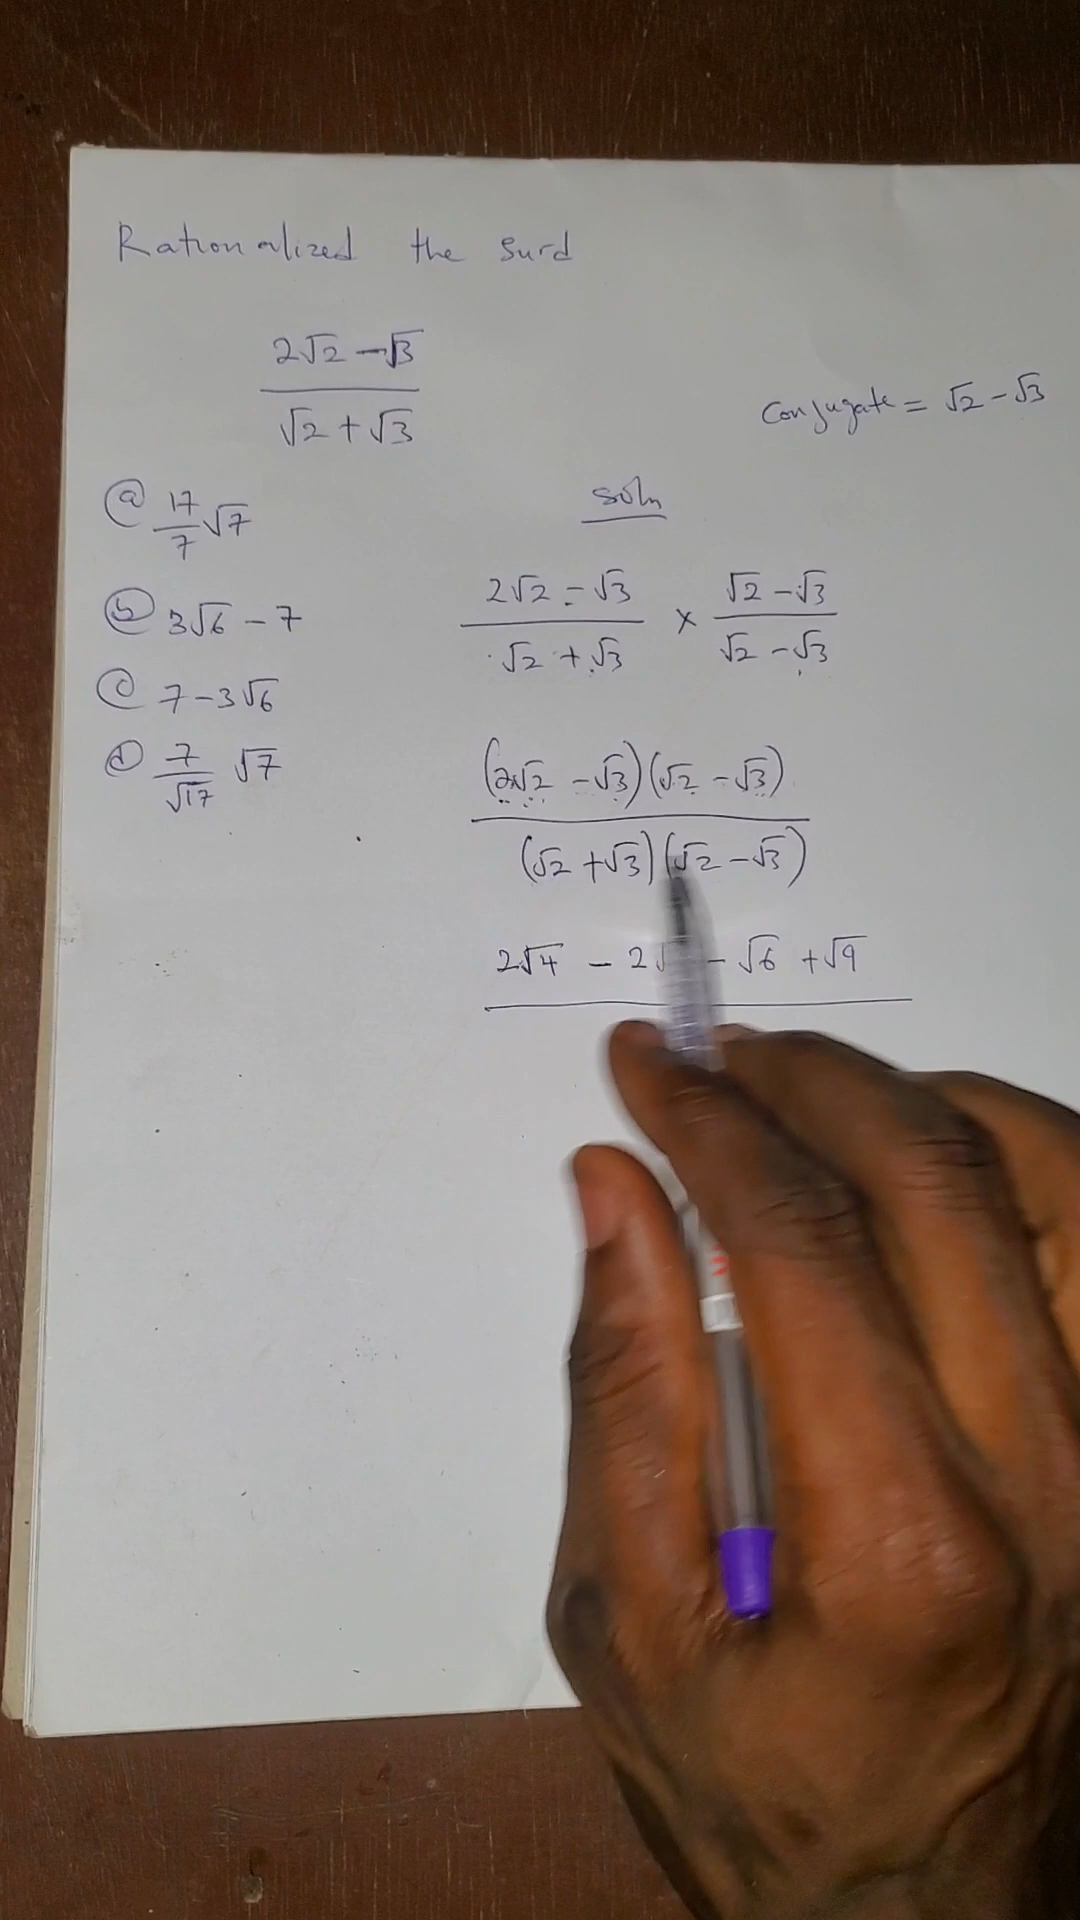 Rationalized the surd
2√2 - √3
√2 + √3
Conjugate = √2 - √3
(a) 17/7 √7
(b) 3√6 - 7
(c) 7 - 3√6
(d) 7/√17 √7
soln
2√2 - √3 / √2 + √3 × √2 - √3 / √2 - √3
(2√2 - √3)(√2 - √3)
(√2 + √3)(√2 - √3)
2√4 - 2√ - √6 + √9